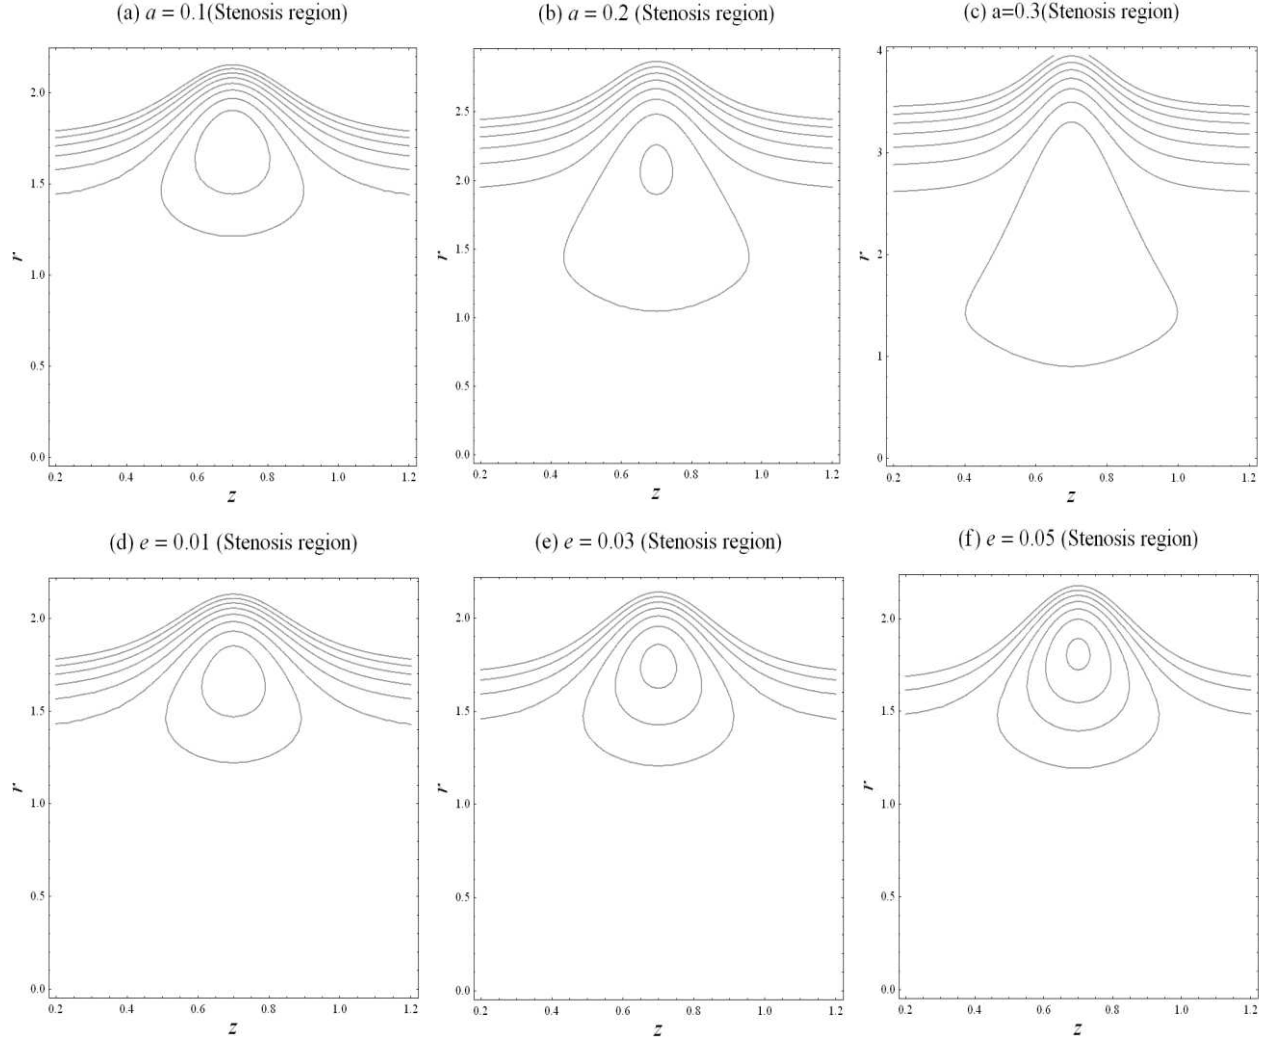 (a) a = 0.1(Stenosis region)
(b) a = 0.2 (Stenosis region)
(c) a=0.3(Stenosis region)
2.0
1.5
1.0
0.5
0.0
r
0.2 0.4 0.6 0.8 1.0 1.2
z
2.5
2.0
1.5
1.0
0.5
0.0
r
0.2 0.4 0.6 0.8 1.0 1.2
z
4
3
2
1
0
r
0.2 0.4 0.6 0.8 1.0 1.2
z
(d) e = 0.01 (Stenosis region)
(e) e = 0.03 (Stenosis region)
(f) e = 0.05 (Stenosis region)
2.0
1.5
1.0
0.5
0.0
r
0.2 0.4 0.6 0.8 1.0 1.2
z
2.0
1.5
1.0
0.5
0.0
r
0.2 0.4 0.6 0.8 1.0 1.2
z
2.0
1.5
1.0
0.5
0.0
r
0.2 0.4 0.6 0.8 1.0 1.2
z